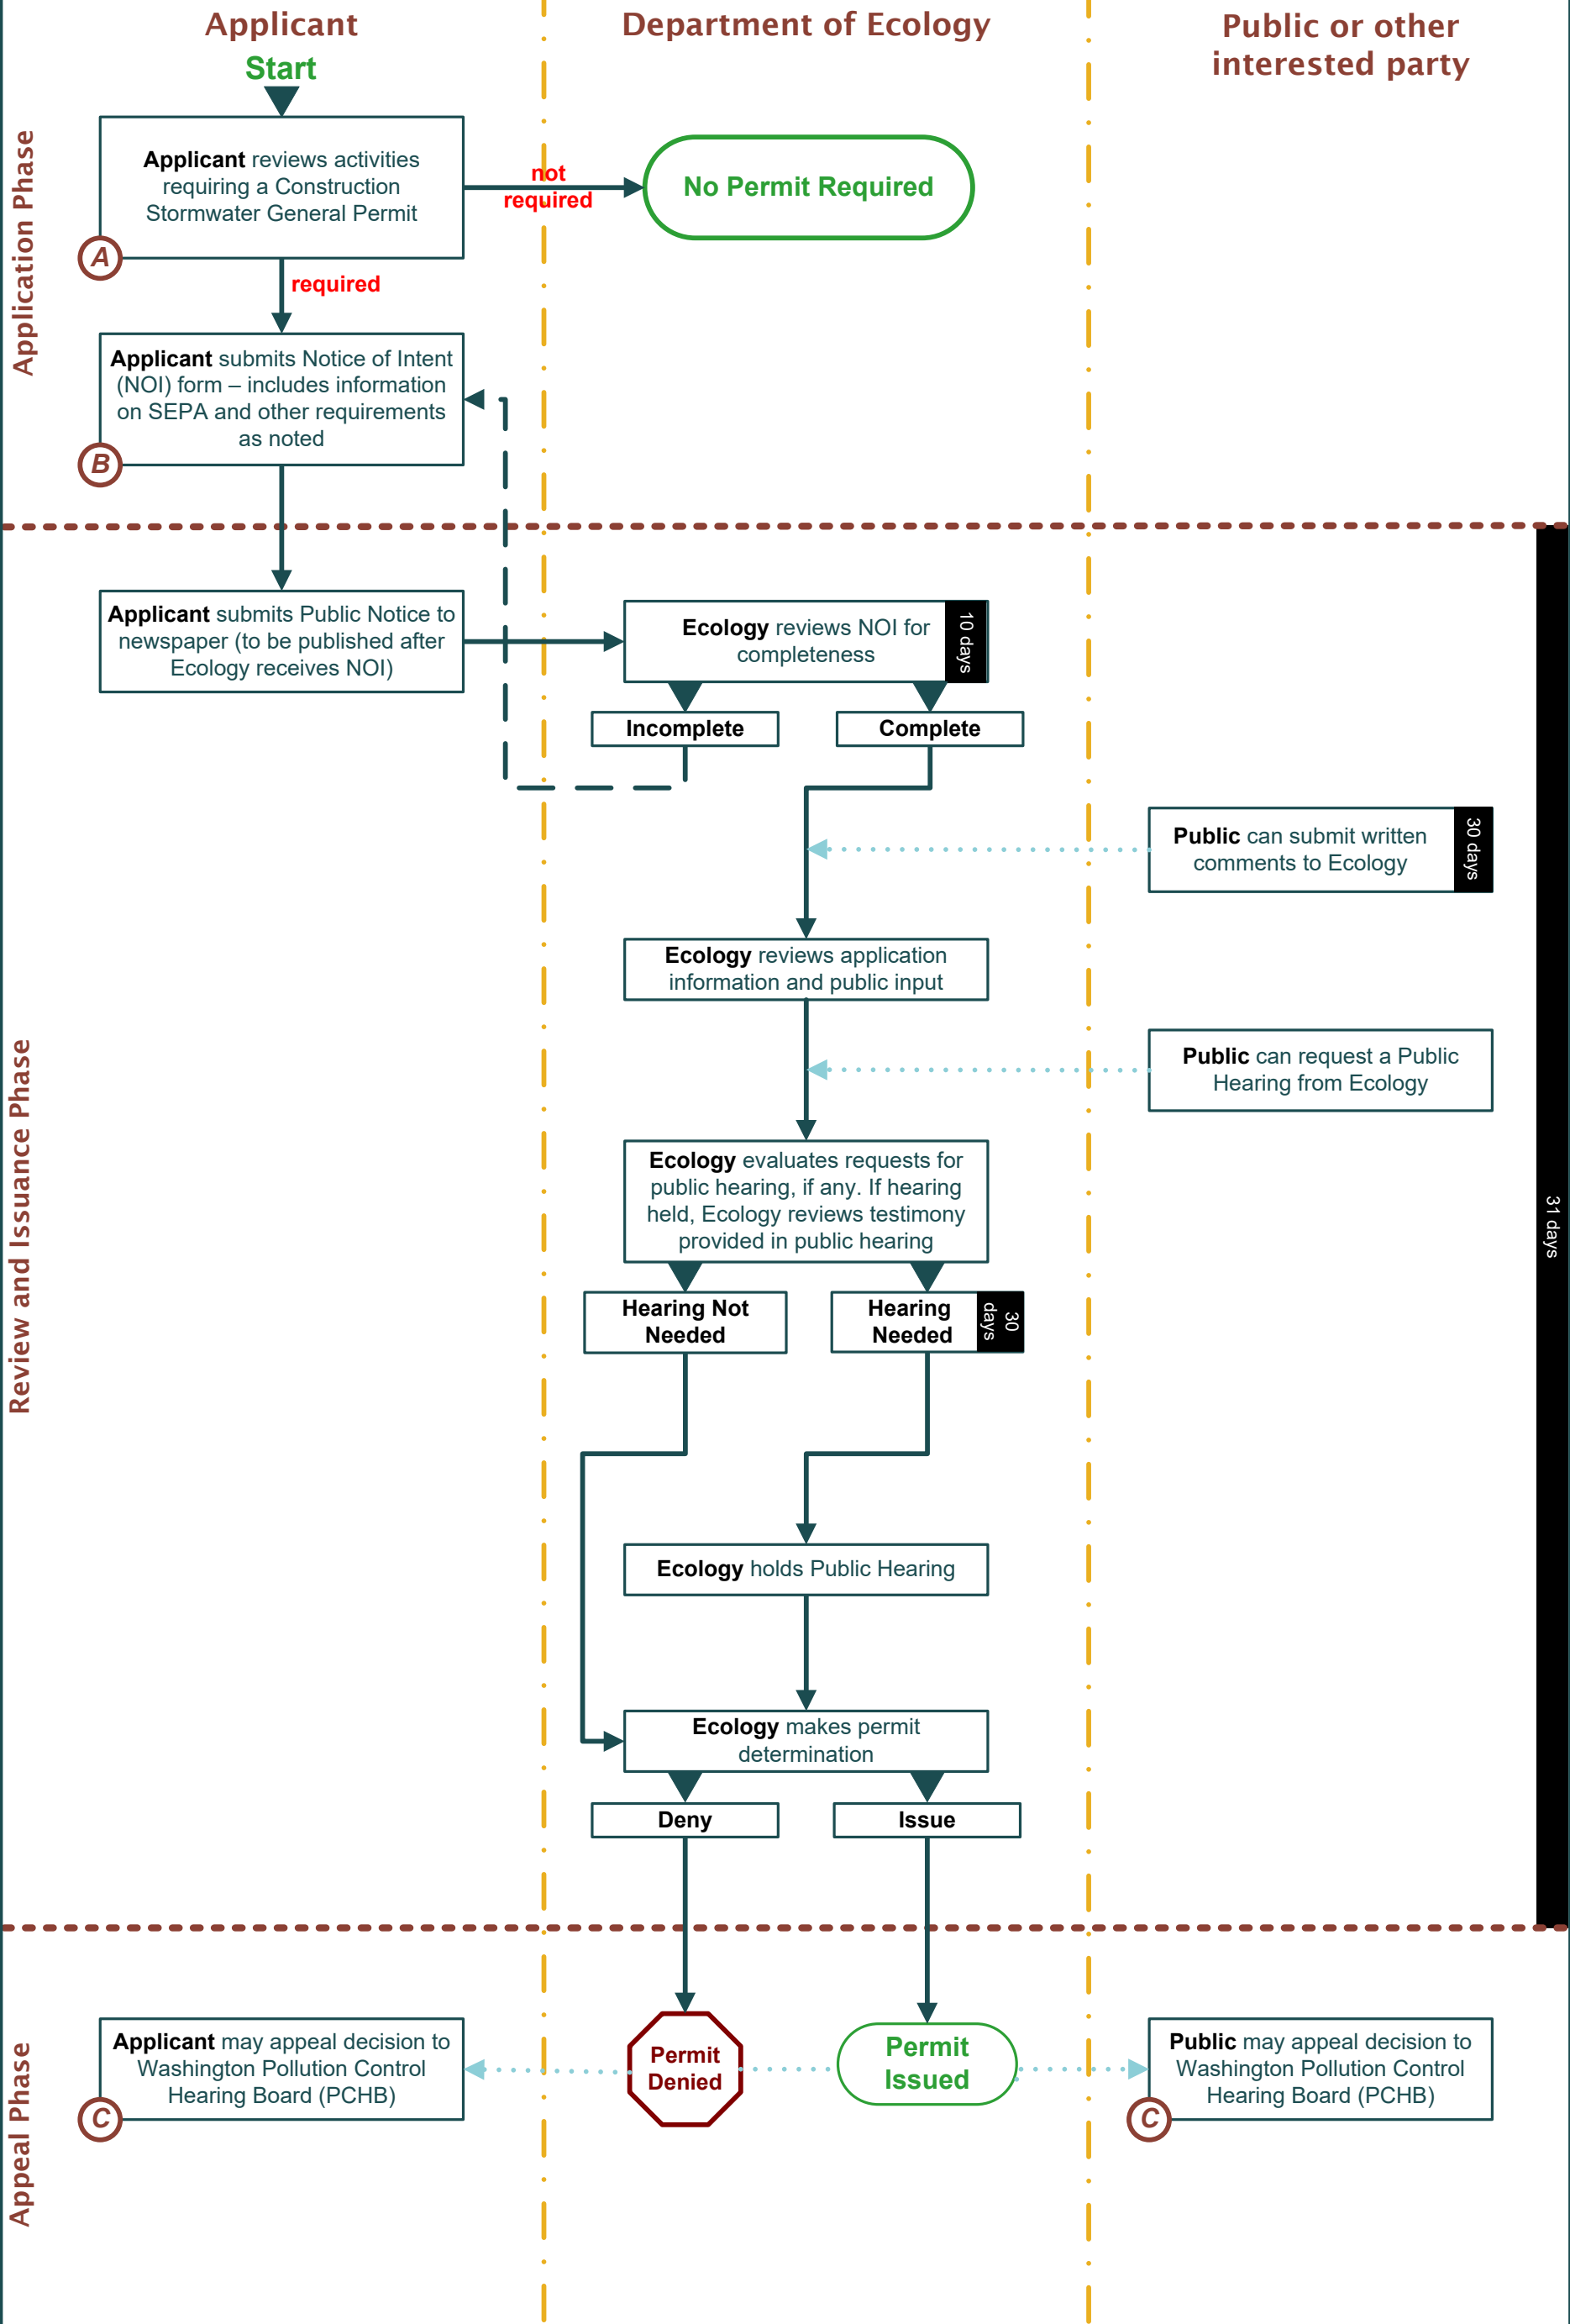 Applicant
Department of Ecology
Public or other
interested party
Start
Application Phase
Applicant reviews activities
requiring a Construction
Stormwater General Permit
A
not
required
No Permit Required
required
Applicant submits Notice of Intent
(NOI) form – includes information
on SEPA and other requirements
as noted
B
Review and Issuance Phase
31 days
Applicant submits Public Notice to
newspaper (to be published after
Ecology receives NOI)
Ecology reviews NOI for
completeness
10 days
Incomplete
Complete
Public can submit written
comments to Ecology
30 days
Ecology reviews application
information and public input
Public can request a Public
Hearing from Ecology
Ecology evaluates requests for
public hearing, if any. If hearing
held, Ecology reviews testimony
provided in public hearing
Hearing Not
Needed
Hearing
Needed
30
days
Ecology holds Public Hearing
Ecology makes permit
determination
Deny
Issue
Appeal Phase
Applicant may appeal decision to
Washington Pollution Control
Hearing Board (PCHB)
C
Permit
Denied
Permit
Issued
Public may appeal decision to
Washington Pollution Control
Hearing Board (PCHB)
C